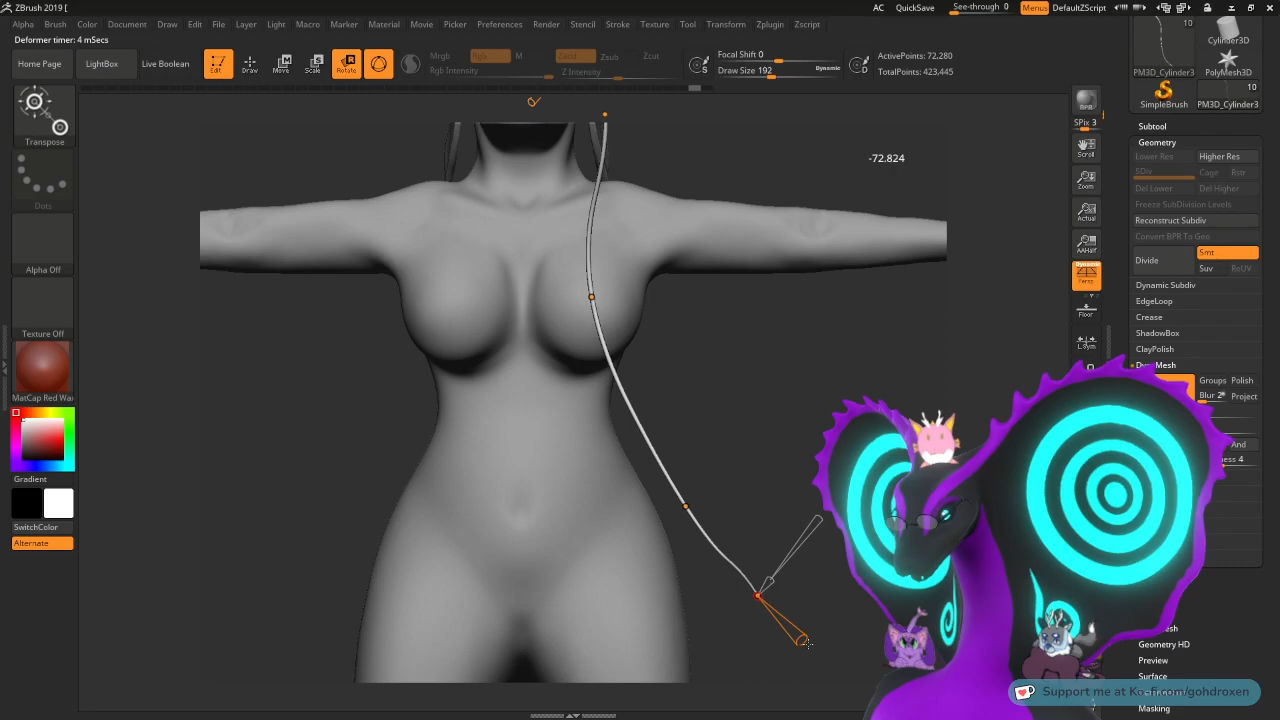 ZBrush 2019 [
AC
QuickSave
See-through 0
Menus
DefaultZScript
Alpha
Brush
Color
Document
Draw
Edit
File
Layer
Light
Macro
Marker
Material
Movie
Picker
Preferences
Render
Stencil
Stroke
Texture
Tool
Transform
Zplugin
Zscript
Deformer timer: 4 mSecs
Home Page
LightBox
Live Boolean
Edit
Draw
Move
Scale
Rotate
Mrgb
Rgb
M
Rgb Intensity
Zadd
Zsub
Zcut
Z Intensity
S
Focal Shift 0
Draw Size 192
Dynamic
D
ActivePoints: 72,280
TotalPoints: 423,445
Transpose
Dots
Alpha Off
Texture Off
MatCap Red Wax
Gradient
SwitchColor
Alternate
-72.824
BPR
SPix 3
Scroll
Zoom
Actual
AAHalf
Dynamic
Persp
Floor
L.Sym
10
Cylinder3D
PM3D_Cylinder3
PolyMesh3D
SimpleBrush
10
PM3D_Cylinder3
Subtool
Geometry
Lower Res
Higher Res
SDiv
Cage
Rstr
Del Lower
Del Higher
Freeze SubDivision Levels
Reconstruct Subdiv
Convert BPR To Geo
Divide
Smt
Suv
ReUV
Dynamic Subdiv
EdgeLoop
Crease
ShadowBox
ClayPolish
Groups
Polish
Blur 2
Project
And
Geometry HD
Preview
Surface
Masking
Support me at Ko-fi.com/gohdroxen